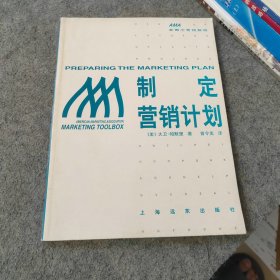 AMA
PREPARING THE MARKETING PLAN
制 定
营销计划
AMERICAN MARKETING ASSOCIATION
MARKETING TOOLBOX
上海远东出版社